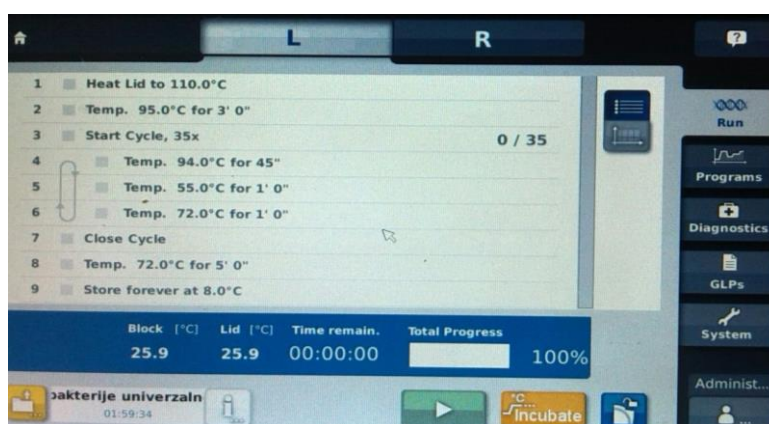 L R ?
1 Heat Lid to 110.0°C
2 Temp. 95.0°C for 3' 0"
3 Start Cycle, 35x 0 / 35
4 Temp. 94.0°C for 45"
5 Temp. 55.0°C for 1' 0"
6 Temp. 72.0°C for 1' 0"
7 Close Cycle
8 Temp. 72.0°C for 5' 0"
9 Store forever at 8.0°C
Run
Programs
Diagnostics
GLPs
System
Administ...
Block [°C] Lid [°C] Time remain. Total Progress
25.9 25.9 00:00:00 100%
bakterije univerzaln
01:59:34
°C...
Incubate